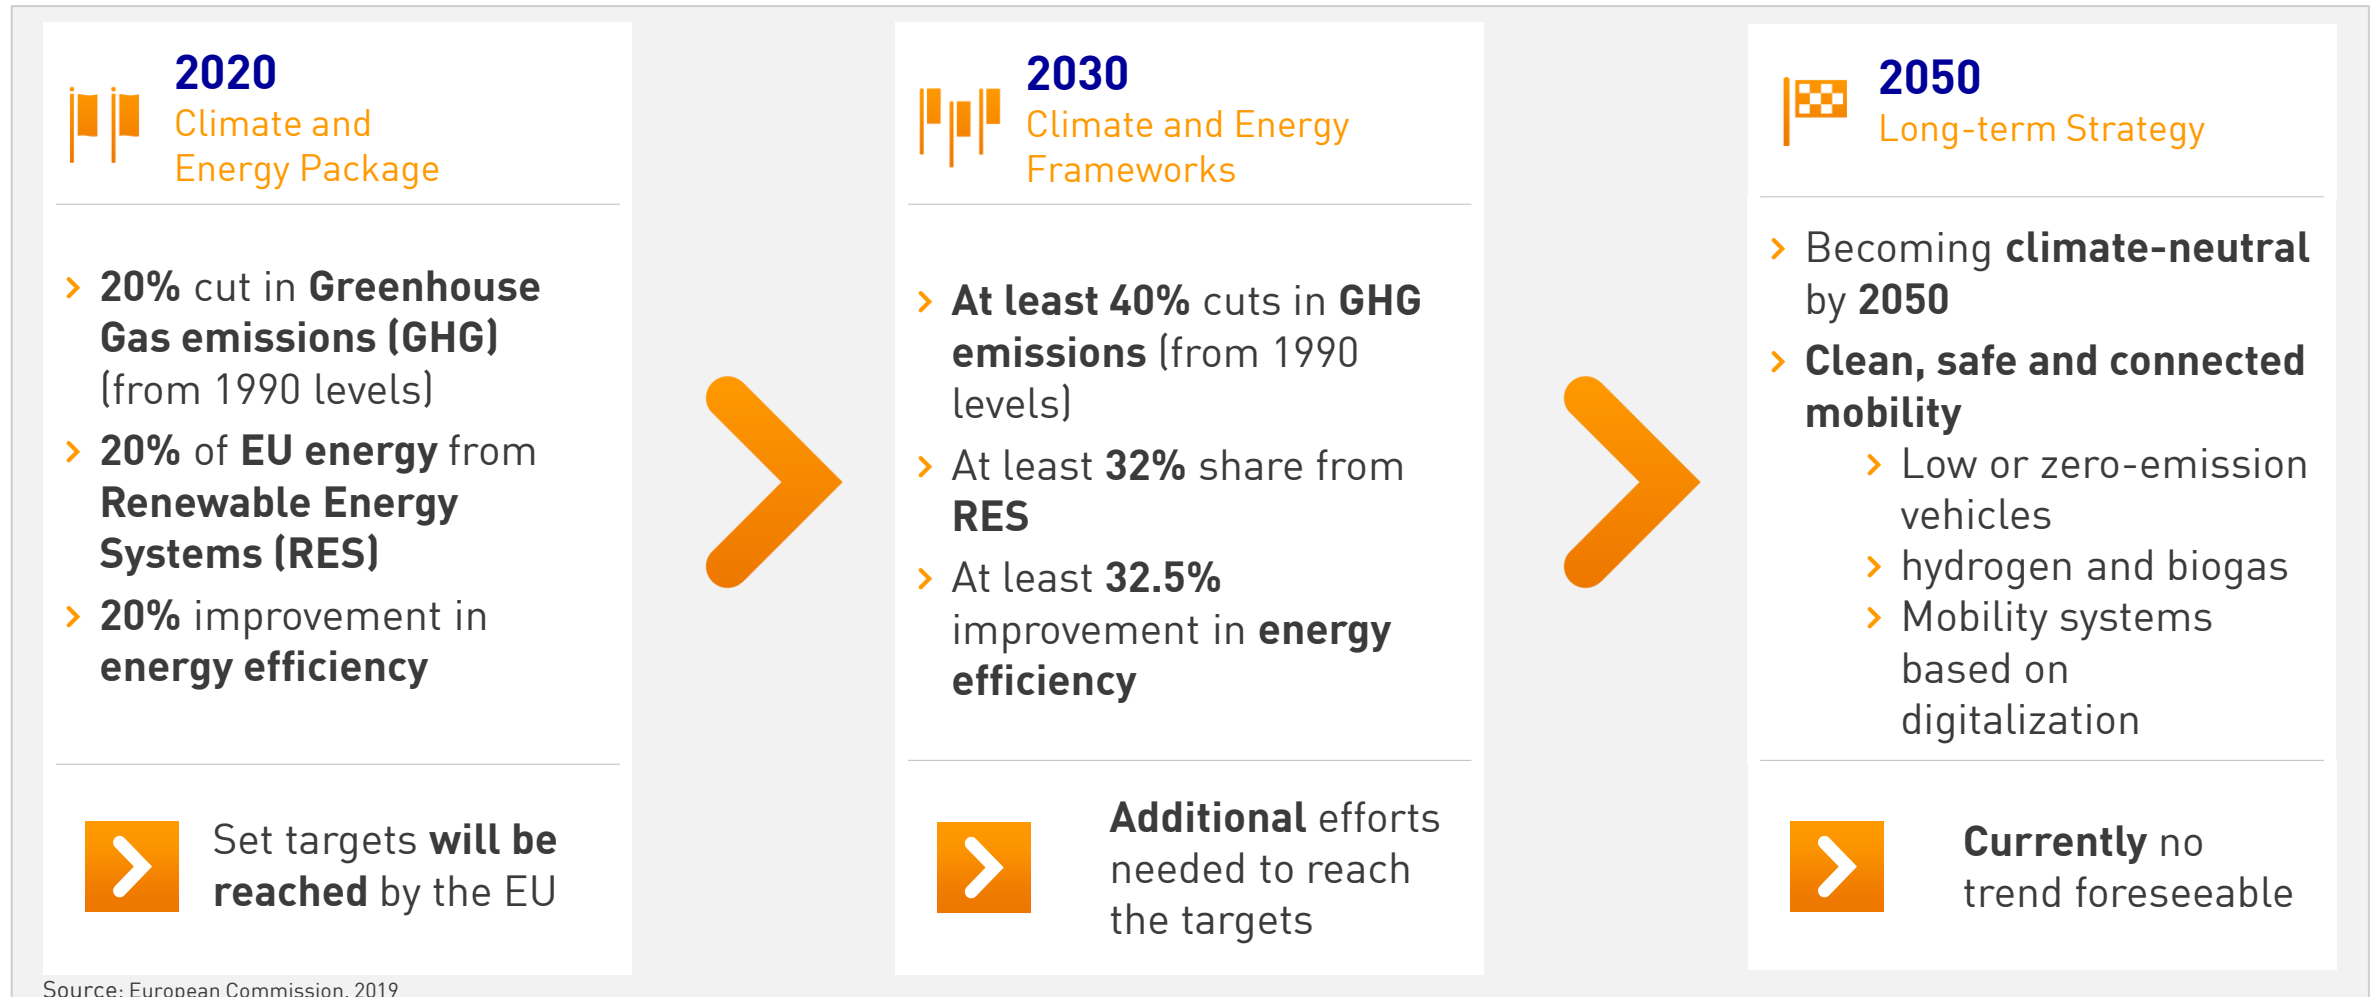 2020
Climate and
Energy Package
20% cut in Greenhouse
Gas emissions (GHG)
(from 1990 levels)
20% of EU energy from
Renewable Energy
Systems (RES)
20% improvement in
energy efficiency
Set targets will be
reached by the EU
2030
Climate and Energy
Frameworks
At least 40% cuts in GHG
emissions (from 1990
levels)
At least 32% share from
RES
At least 32.5%
improvement in energy
efficiency
Additional efforts
needed to reach
the targets
2050
Long-term Strategy
Becoming climate-neutral
by 2050
Clean, safe and connected
mobility
Low or zero-emission
vehicles
hydrogen and biogas
Mobility systems
based on
digitalization
Currently no
trend foreseeable
Source: European Commission, 2019